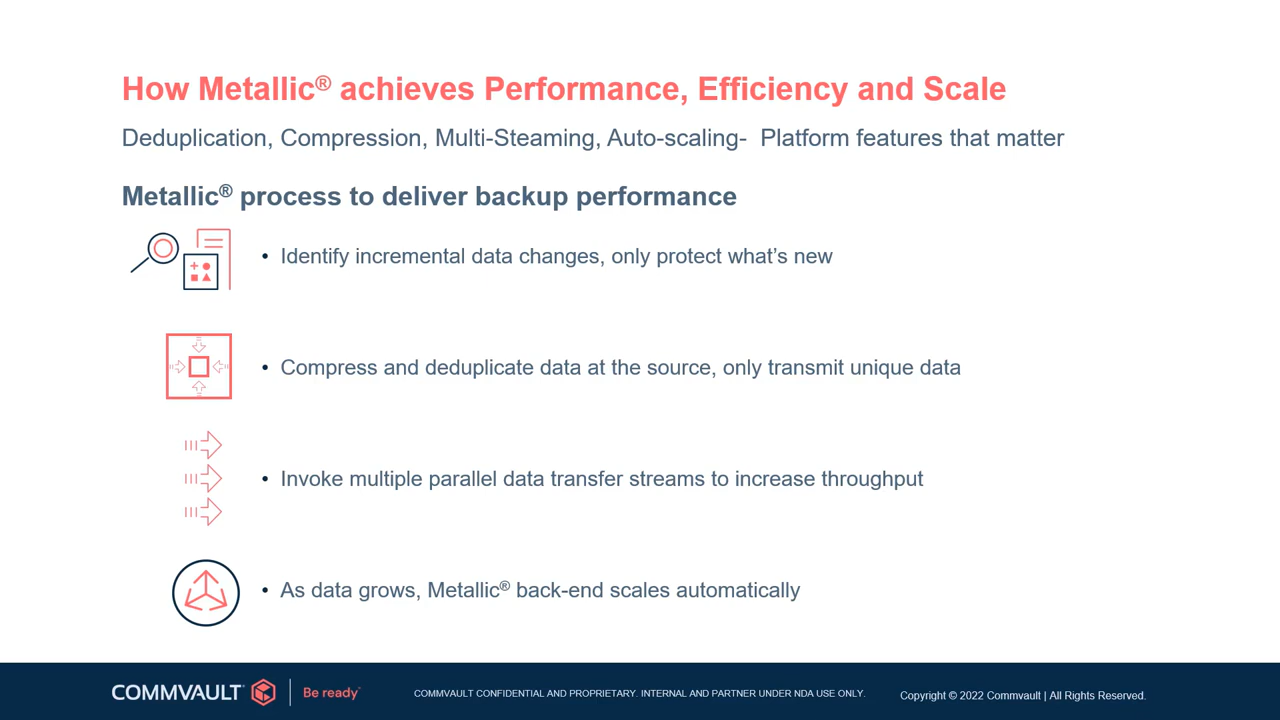 How Metallic® achieves Performance, Efficiency and Scale
Deduplication, Compression, Multi-Steaming, Auto-scaling- Platform features that matter
Metallic® process to deliver backup performance
• Identify incremental data changes, only protect what's new
• Compress and deduplicate data at the source, only transmit unique data
• Invoke multiple parallel data transfer streams to increase throughput
• As data grows, Metallic® back-end scales automatically
COMMVAULT Be ready COMMVAULT CONFIDENTIAL AND PROPRIETARY. INTERNAL AND PARTNER UNDER NDA USE ONLY. Copyright © 2022 Commvault | All Rights Reserved.